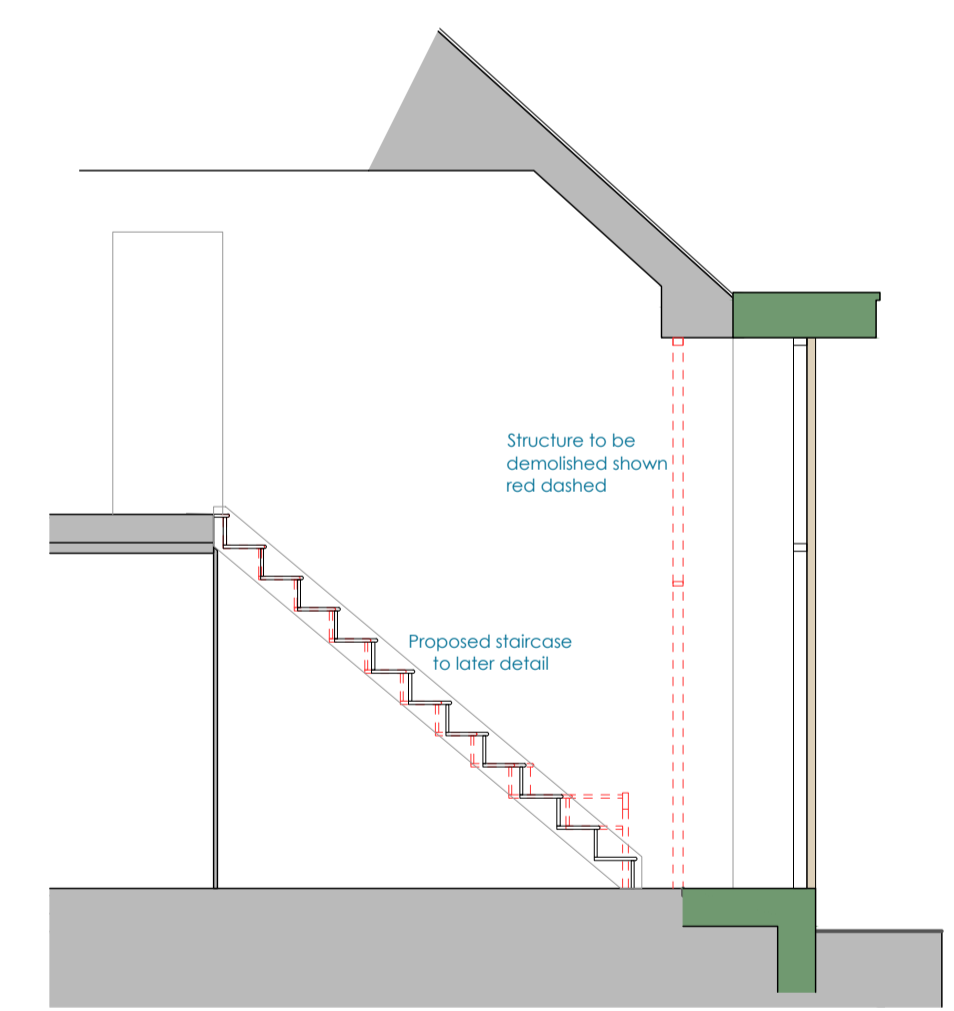 Structure to be
demolished shown
red dashed
Proposed staircase
to later detail